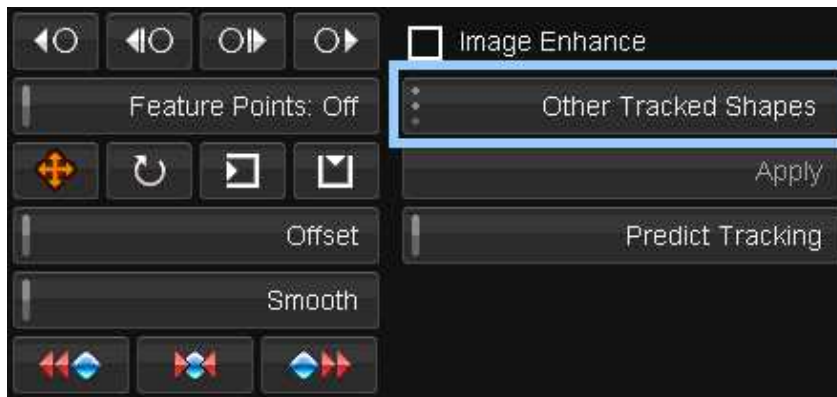 Image Enhance
Feature Points: Off
Other Tracked Shapes
Apply
Offset
Predict Tracking
Smooth